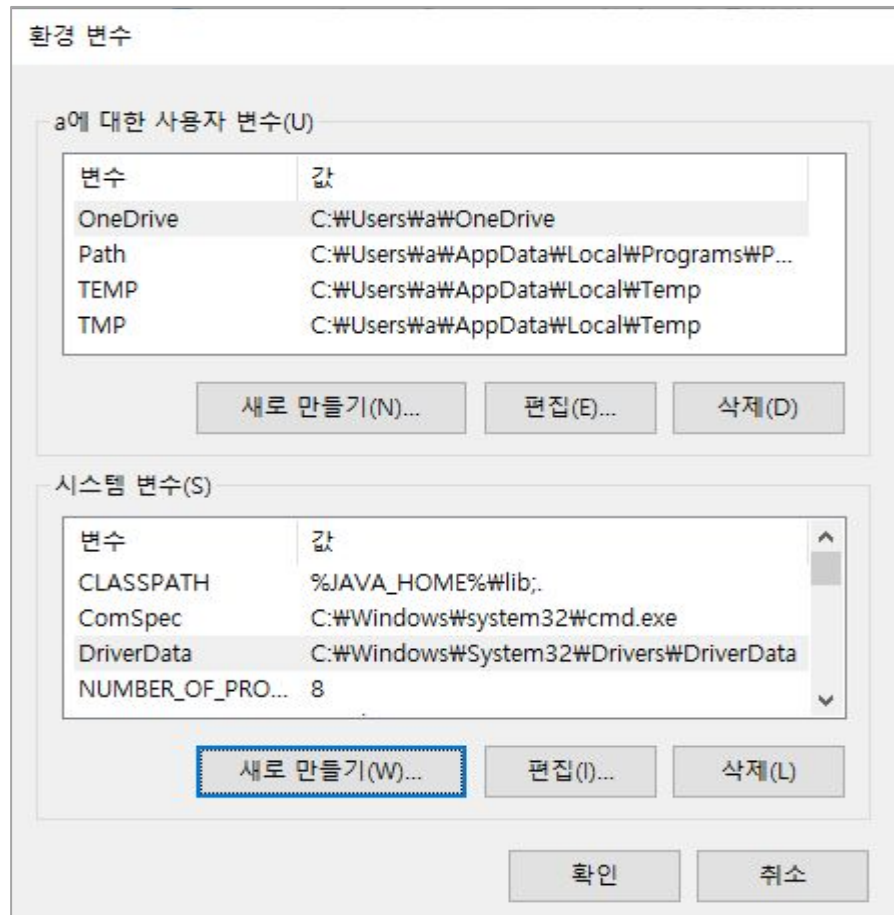 환경 변수
a에 대한 사용자 변수(U)
변수 값
OneDrive C:₩Users₩a₩OneDrive
Path C:₩Users₩a₩AppData₩Local₩Programs₩P...
TEMP C:₩Users₩a₩AppData₩Local₩Temp
TMP C:₩Users₩a₩AppData₩Local₩Temp
새로 만들기(N)... 편집(E)... 삭제(D)
시스템 변수(S)
변수 값
CLASSPATH %JAVA_HOME%₩lib;.
ComSpec C:₩Windows₩system32₩cmd.exe
DriverData C:₩Windows₩System32₩Drivers₩DriverData
NUMBER_OF_PRO... 8
새로 만들기(W)... 편집(I)... 삭제(L)
확인 취소